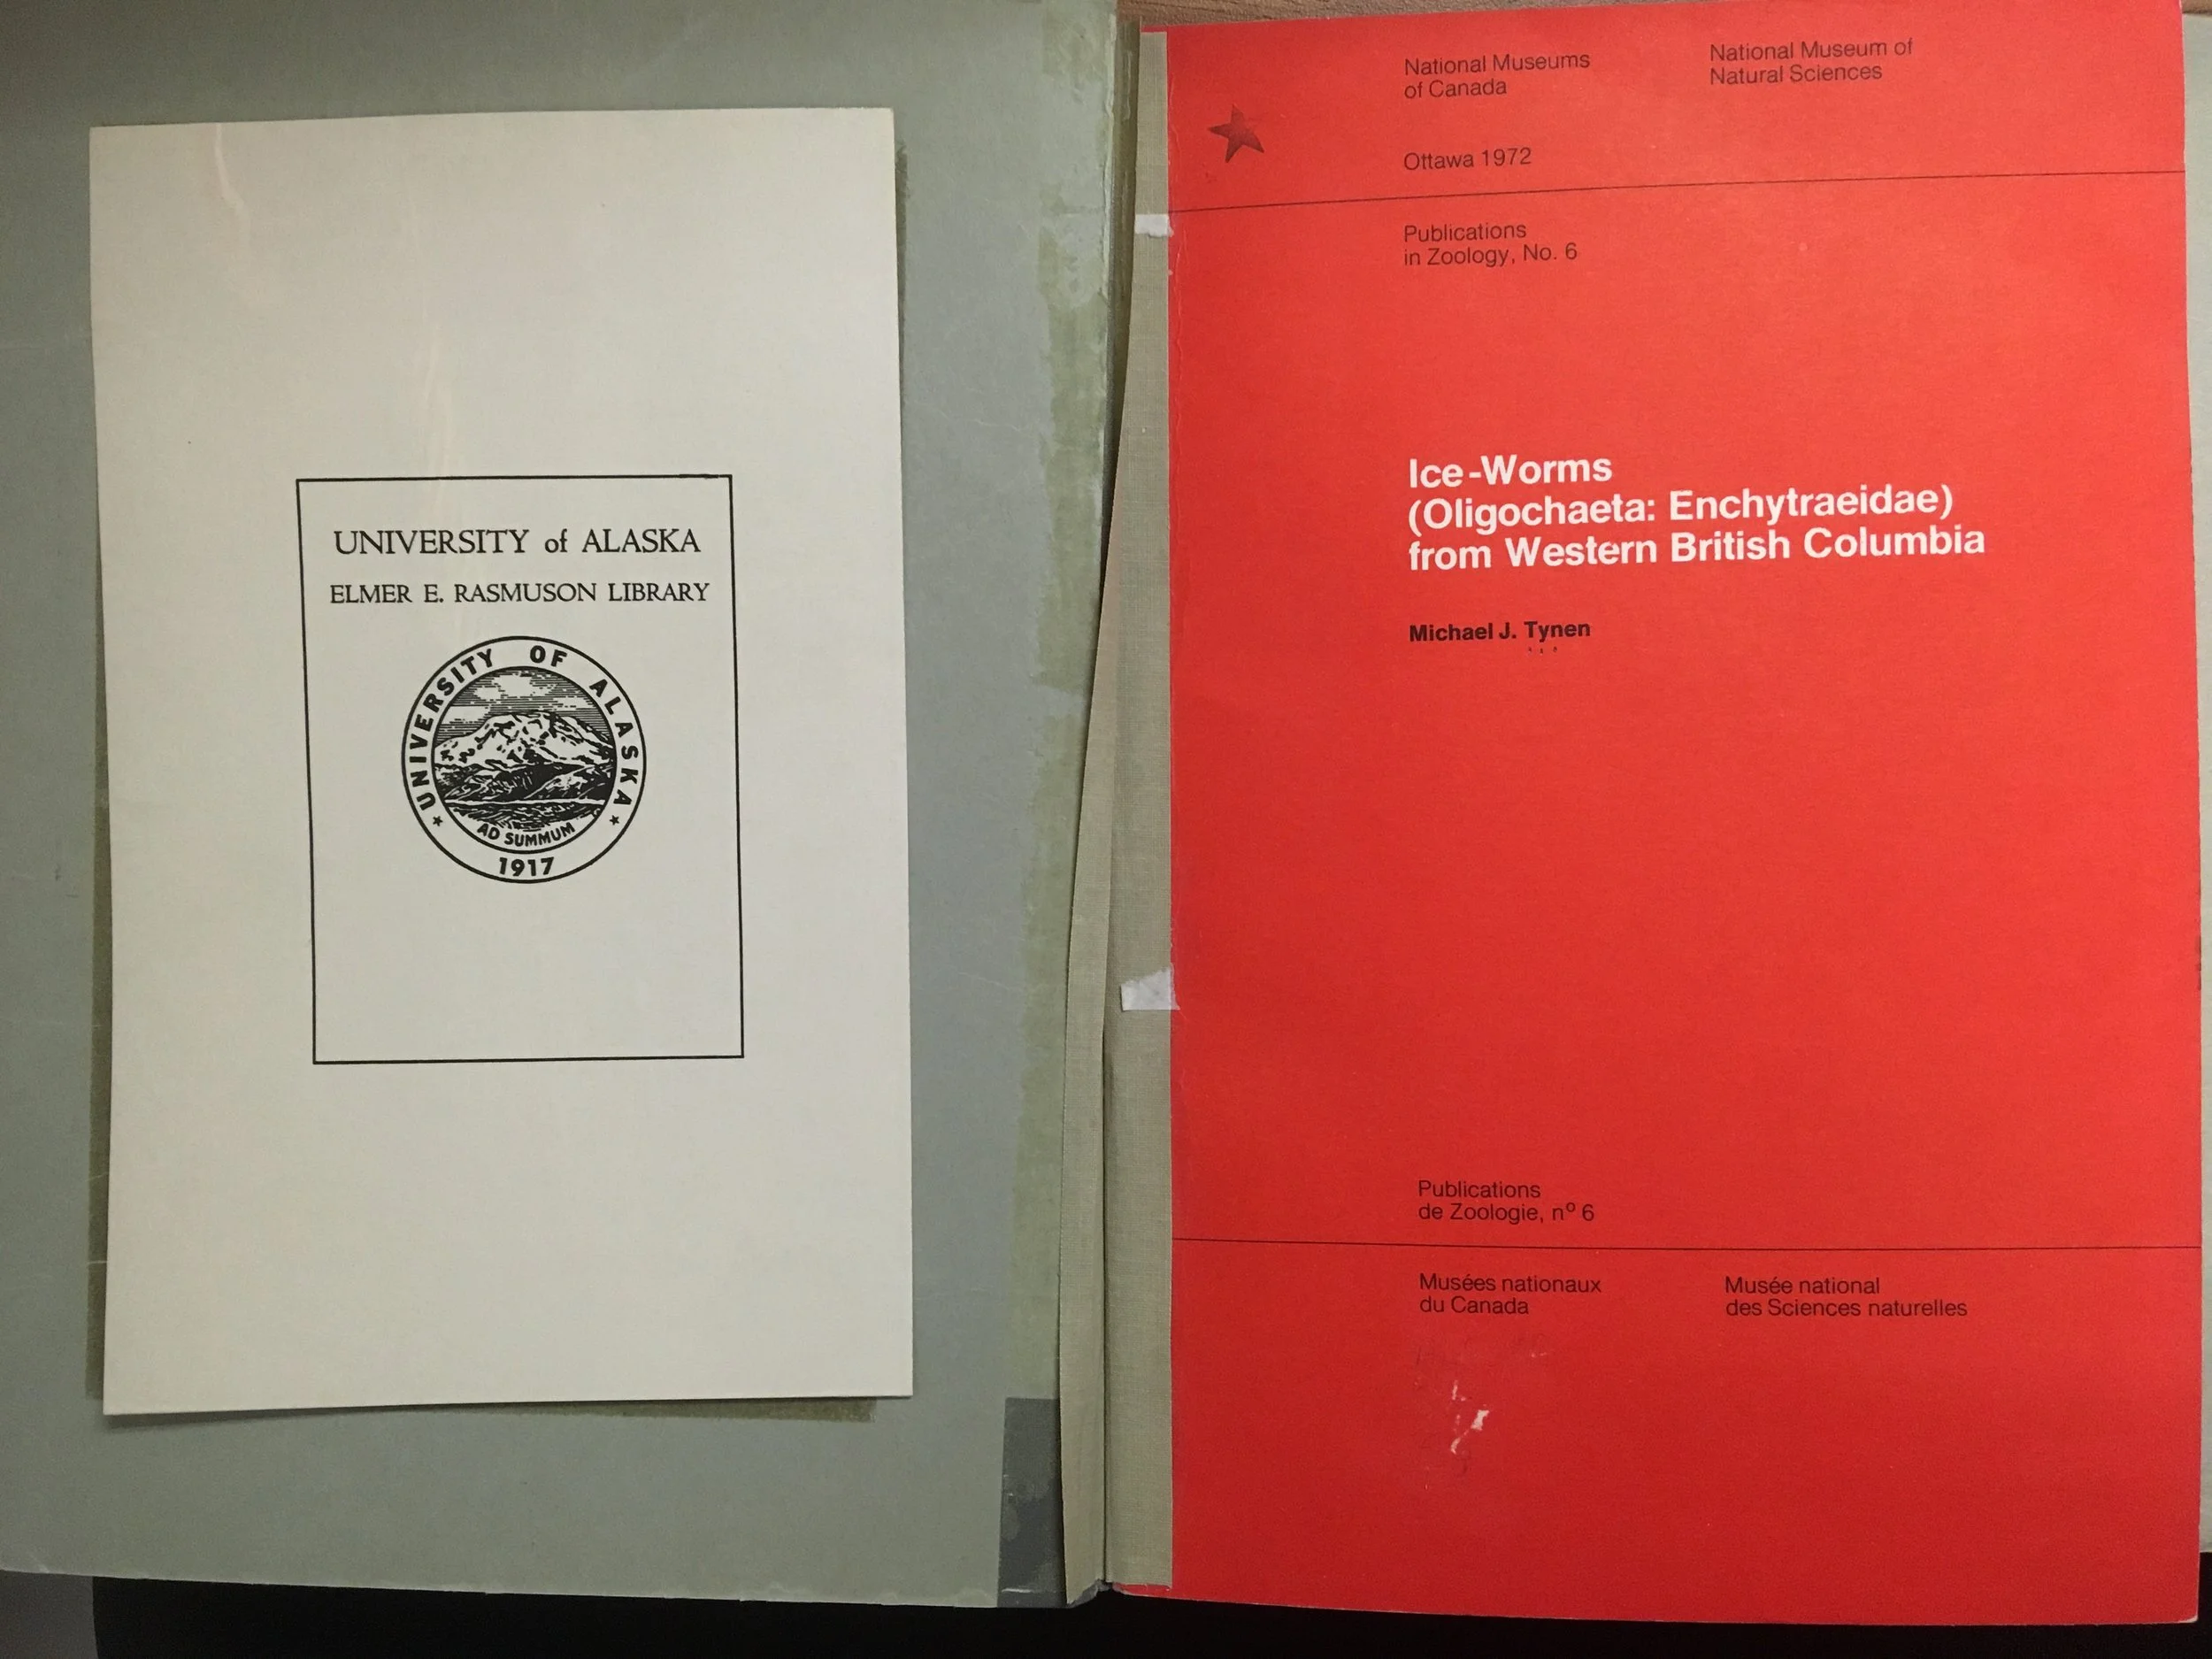 UNIVERSITY of ALASKA
ELMER E. RASMUSON LIBRARY
UNIVERSITY OF ALASKA
AD SUMMUM
1917
National Museums
of Canada
National Museum of
Natural Sciences
Ottawa 1972
Publications
in Zoology, No. 6
Ice-Worms
(Oligochaeta: Enchytraeidae)
from Western British Columbia
Michael J. Tynen
Publications
de Zoologie, nº 6
Musées nationaux
du Canada
Musée national
des Sciences naturelles